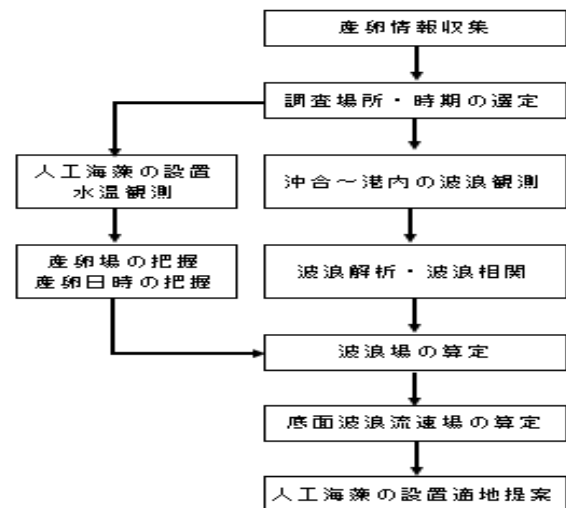 産卵情報収集
調査場所・時期の選定
人工海藻の設置
水温観測
沖合～港内の波浪観測
産卵場の把握
産卵日時の把握
波浪解析・波浪相関
波浪場の算定
底面波浪流速場の算定
人工海藻の設置適地提案